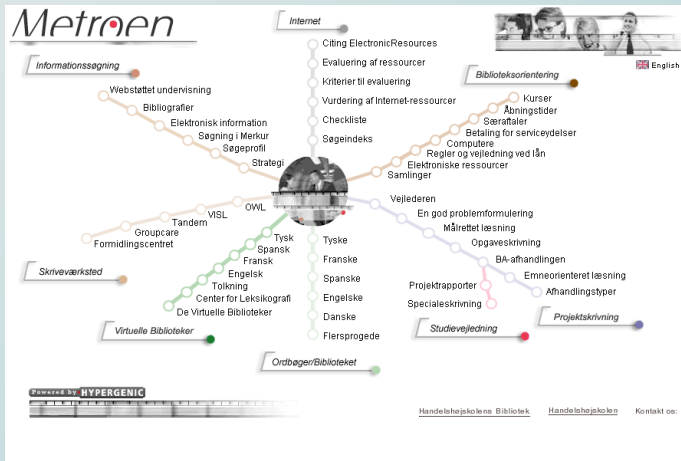 Metroen
Internet
Citing ElectronicResources
Evaluering af ressourcer
Kriterier til evaluering
Vurdering af Internet-ressourcer
Checkliste
Søgeindeks
English
Informationssøgning
Webstøttet undervisning
Bibliografier
Elektronisk information
Søgning i Merkur
Søgeprofil
Strategi
Biblioteksorientering
Kurser
Åbningstider
Særaftaler
Betaling for serviceydelser
Computere
Regler og vejledning ved lån
Elektroniske ressourcer
Samlinger
OWL
VISL
Tandem
Groupcare
Formidlingscentret
Skriveværksted
Vejlederen
En god problemformulering
Målrettet læsning
Opgaveskrivning
BA-afhandlingen
Emneorienteret læsning
Afhandlingstyper
Projektrapporter
Specialeskrivning
Studievejledning
Projektskrivning
Tysk
Spansk
Fransk
Engelsk
Tolkning
Center for Leksikografi
De Virtuelle Biblioteker
Virtuelle Biblioteker
Tyske
Franske
Spanske
Engelske
Danske
Flersprogede
Ordbøger/Biblioteket
Powered by HYPERGENIC
Handelshøjskolens Bibliotek
Handelshøjskolen
Kontakt os: